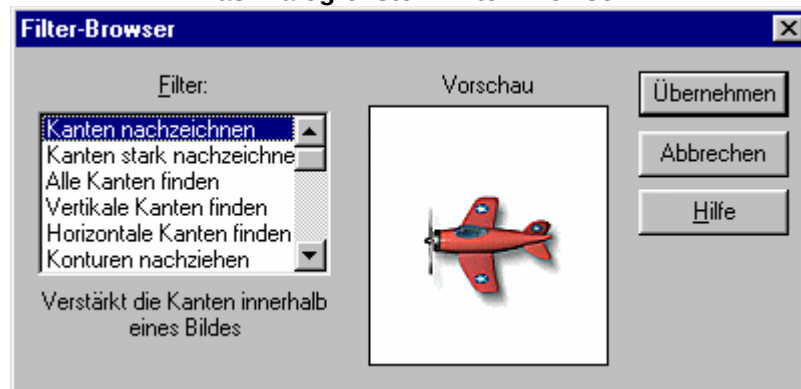 Filter-Browser
Filter:
Kanten nachzeichnen
Kanten stark nachzeichne
Alle Kanten finden
Vertikale Kanten finden
Horizontale Kanten finden
Konturen nachziehen
Verstärkt die Kanten innerhalb
eines Bildes
Vorschau
Übernehmen
Abbrechen
Hilfe